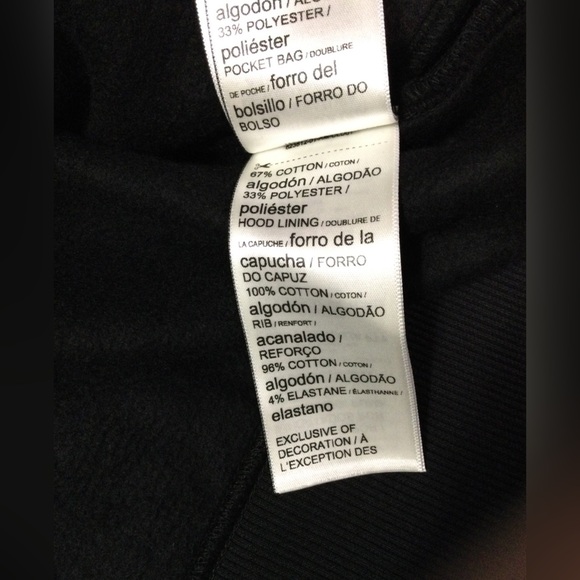 algodón / ALGODÃO
33% POLYESTER /
poliéster
POCKET BAG / DOUBLURE
DE POCHE / forro del
bolsillo / FORRO DO
BOLSO
67% COTTON / COTON /
algodón / ALGODÃO
33% POLYESTER /
poliéster
HOOD LINING / DOUBLURE DE
LA CAPUCHE / forro de la
capucha / FORRO
DO CAPUZ
100% COTTON / COTON /
algodón / ALGODÃO
RIB / RENFORT /
acanalado /
REFORÇO
96% COTTON / COTON /
algodón / ALGODÃO
4% ELASTANE / ÉLASTHANNE /
elastano
EXCLUSIVE OF
DECORATION / À
L'EXCEPTION DES